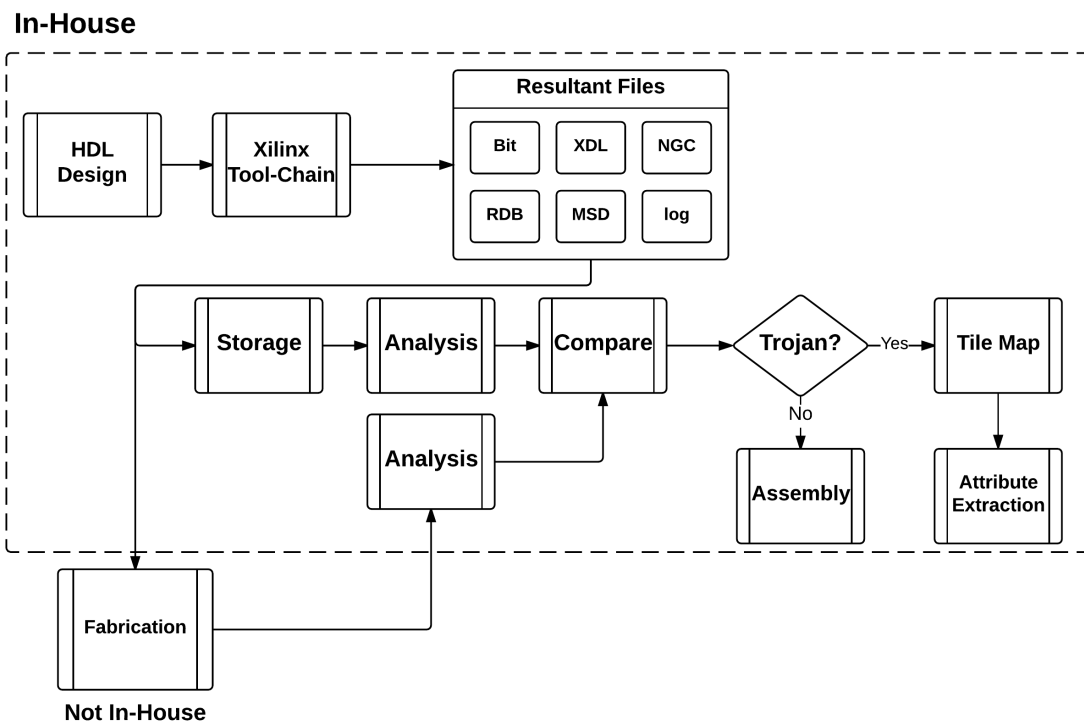 In-House
HDL
Design
Xilinx
Tool-Chain
Resultant Files
Bit
XDL
NGC
RDB
MSD
log
Storage
Analysis
Compare
Trojan?
Yes
Tile Map
No
Analysis
Assembly
Attribute
Extraction
Fabrication
Not In-House